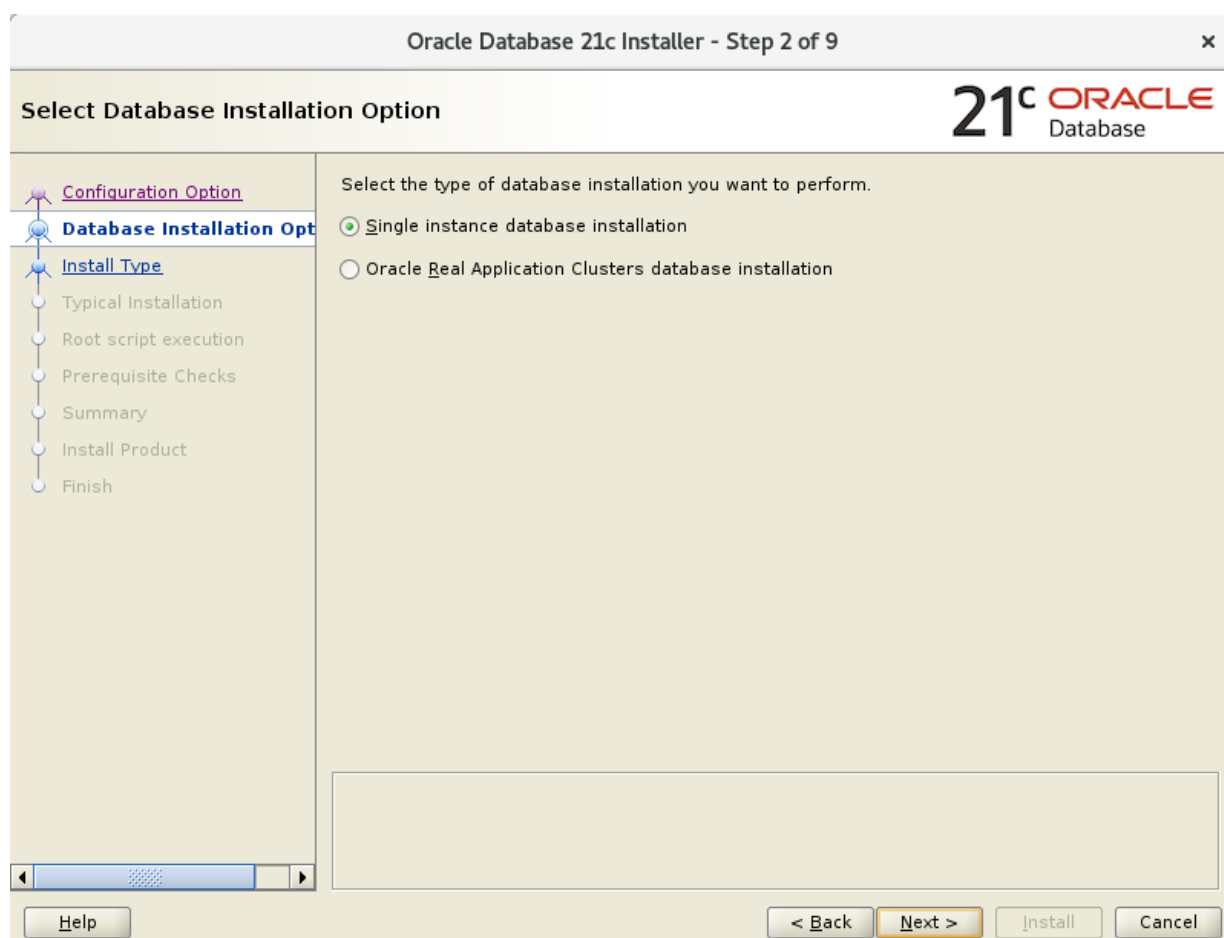 Oracle Database 21c Installer - Step 2 of 9
Select Database Installation Option
21c ORACLE
Database
Configuration Option
Database Installation Opt
Install Type
Typical Installation
Root script execution
Prerequisite Checks
Summary
Install Product
Finish
Select the type of database installation you want to perform.
Single instance database installation
Oracle Real Application Clusters database installation
Help
< Back
Next >
Install
Cancel